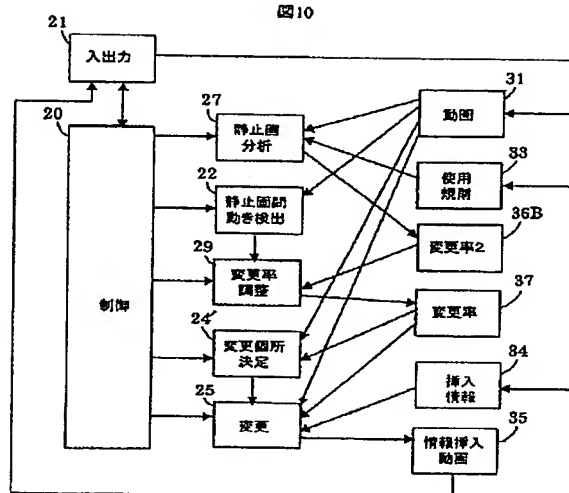 図10
21
入出力
20
制御
27
静止画
分析
22
静止画間
動き検出
29
変更率
調整
24
変更個所
決定
25
変更
31
動画
33
使用
規則
36B
変更率2
37
変更率
34
挿入
情報
35
情報挿入
動画